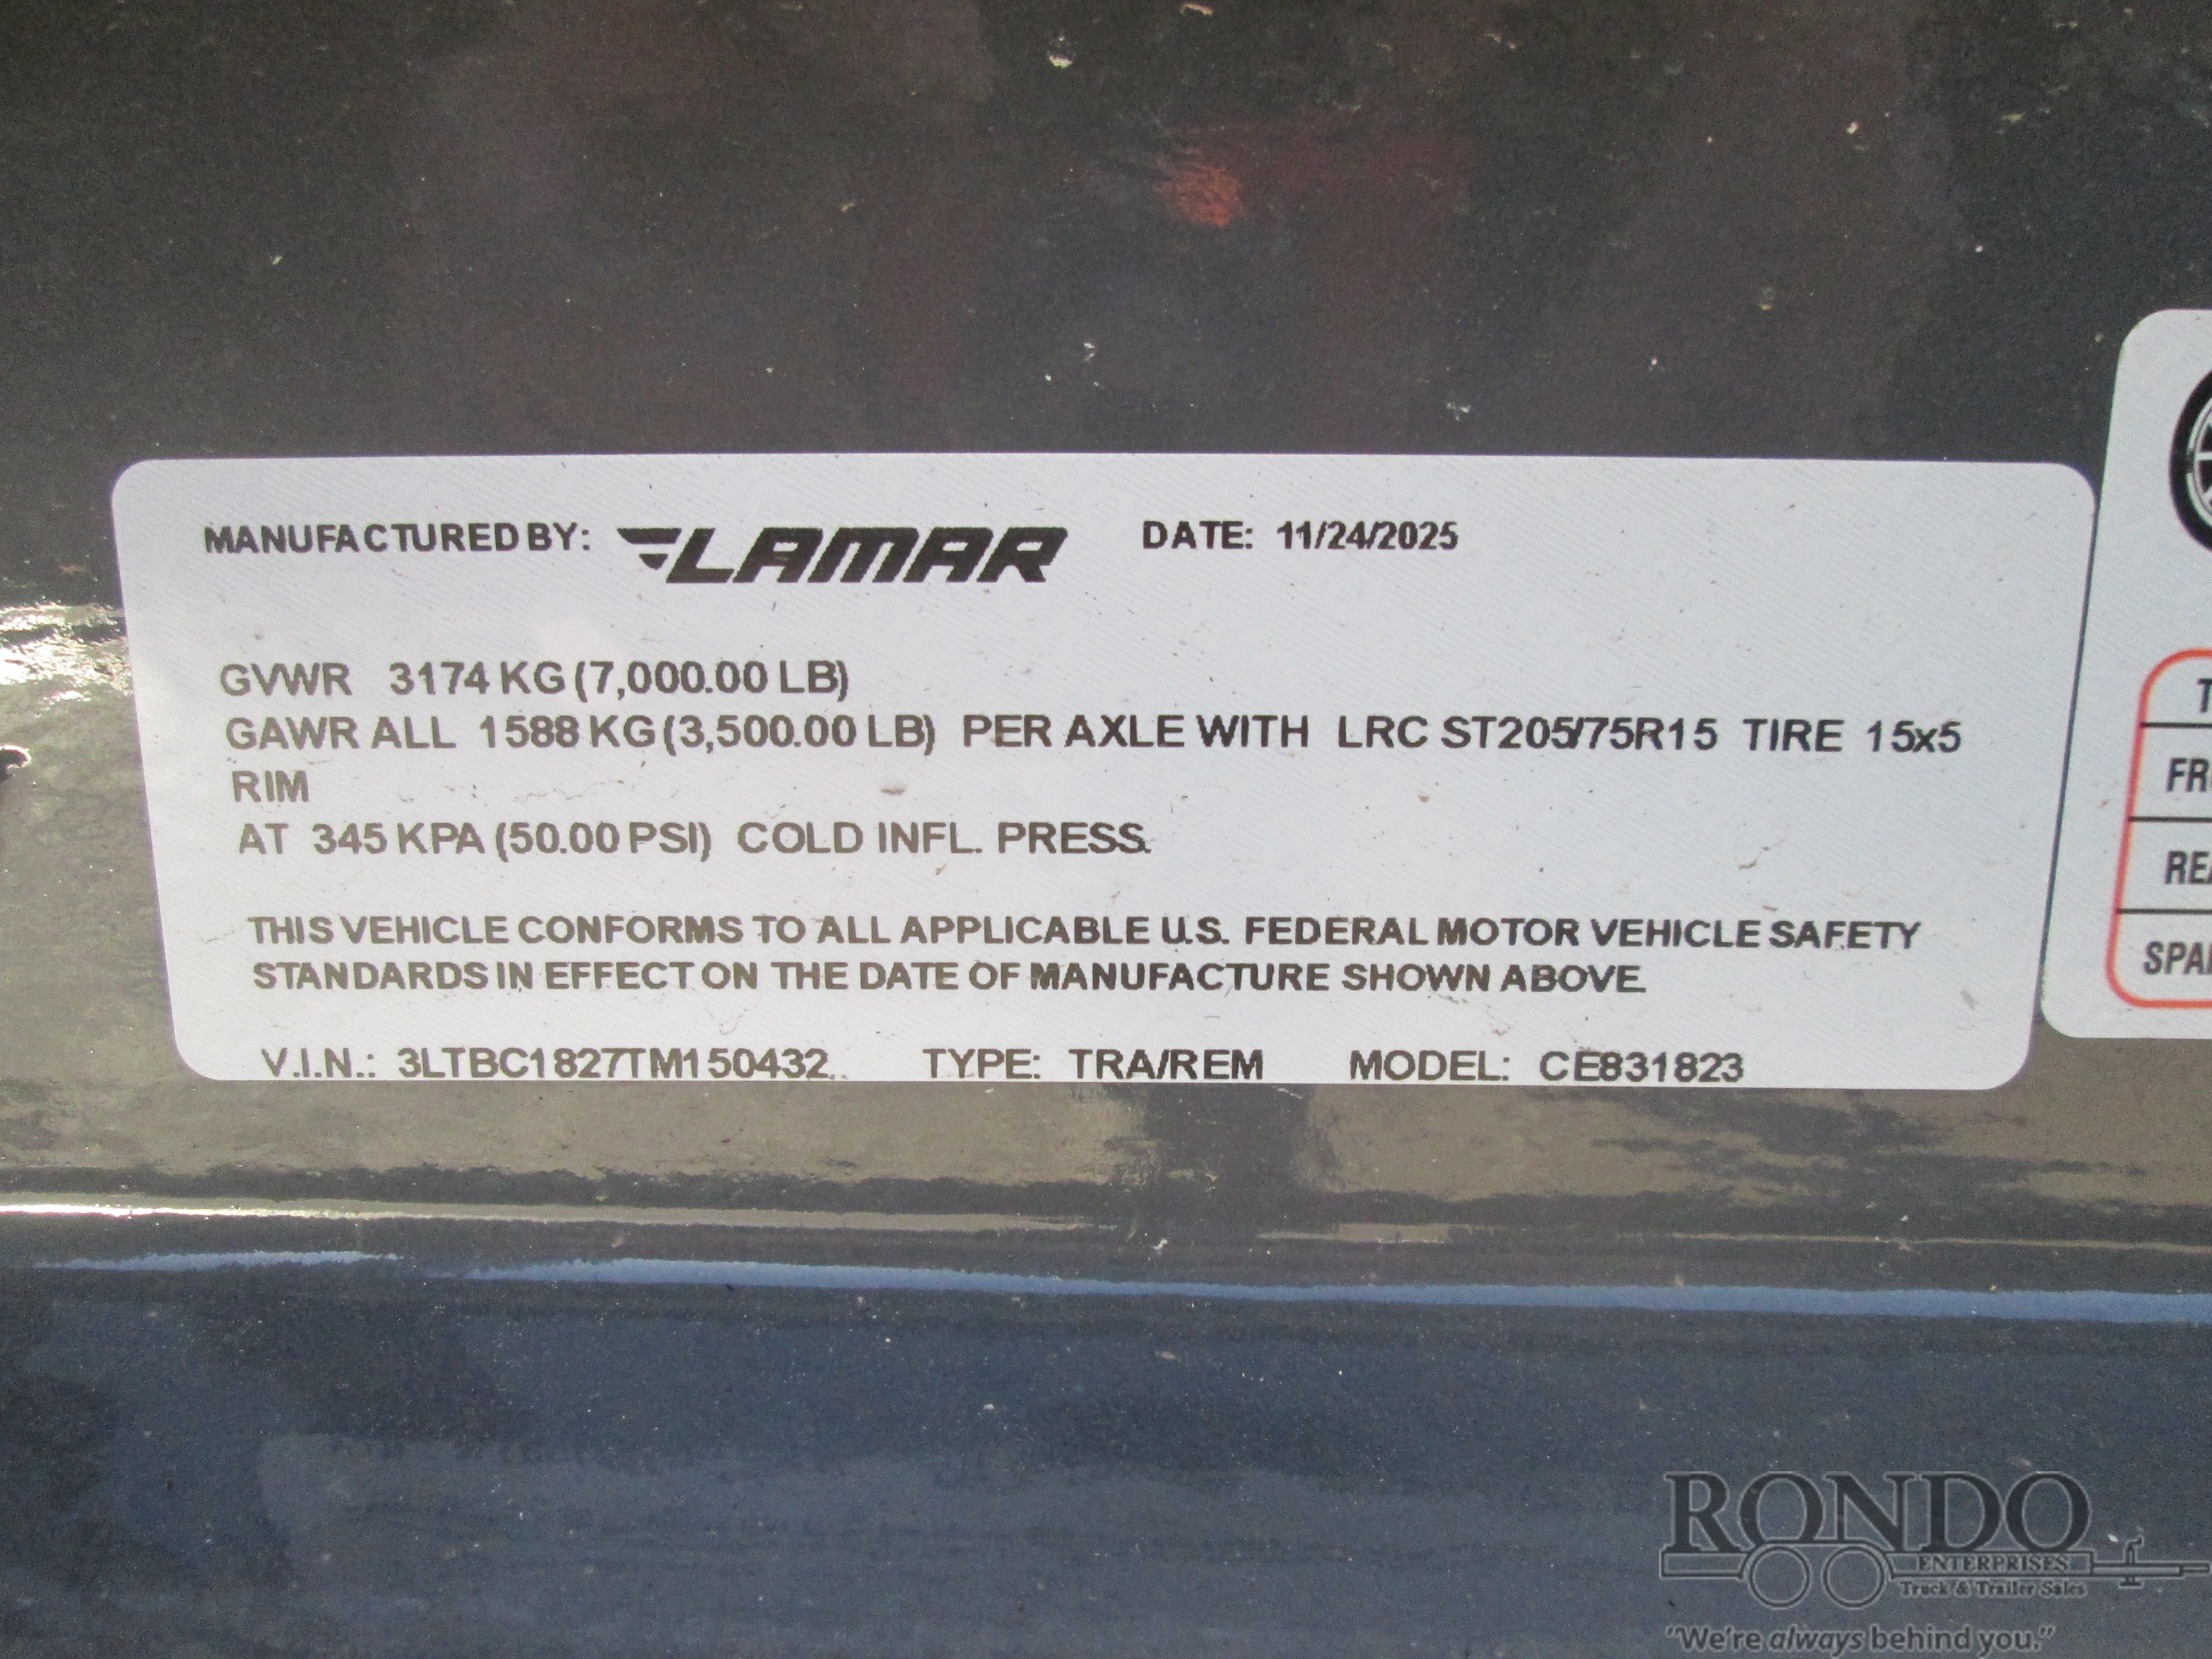 MANUFACTURED BY: LAMAR DATE: 11/24/2025
GVWR 3174 KG (7,000.00 LB)
GAWR ALL 1588 KG (3,500.00 LB) PER AXLE WITH LRC ST205/75R15 TIRE 15x5
RIM
AT 345 KPA (50.00 PSI) COLD INFL. PRESS.
THIS VEHICLE CONFORMS TO ALL APPLICABLE U.S. FEDERAL MOTOR VEHICLE SAFETY
STANDARDS IN EFFECT ON THE DATE OF MANUFACTURE SHOWN ABOVE.
V.I.N.: 3LTBC1827TM150432 TYPE: TRA/REM MODEL: CE831823
RONDO
ENTERPRISES
Truck & Trailer Sales
"We're always behind you."